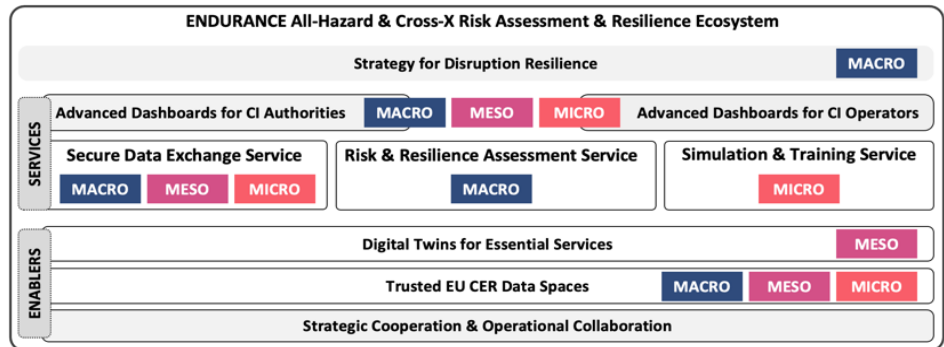 ENDURANCE All-Hazard & Cross-X Risk Assessment & Resilience Ecosystem
Strategy for Disruption Resilience
MACRO
SERVICES
Advanced Dashboards for CI Authorities
MACRO
MESO
MICRO
Advanced Dashboards for CI Operators
Secure Data Exchange Service
MACRO
MESO
MICRO
Risk & Resilience Assessment Service
MACRO
Simulation & Training Service
MICRO
ENABLERS
Digital Twins for Essential Services
MESO
Trusted EU CER Data Spaces
MACRO
MESO
MICRO
Strategic Cooperation & Operational Collaboration